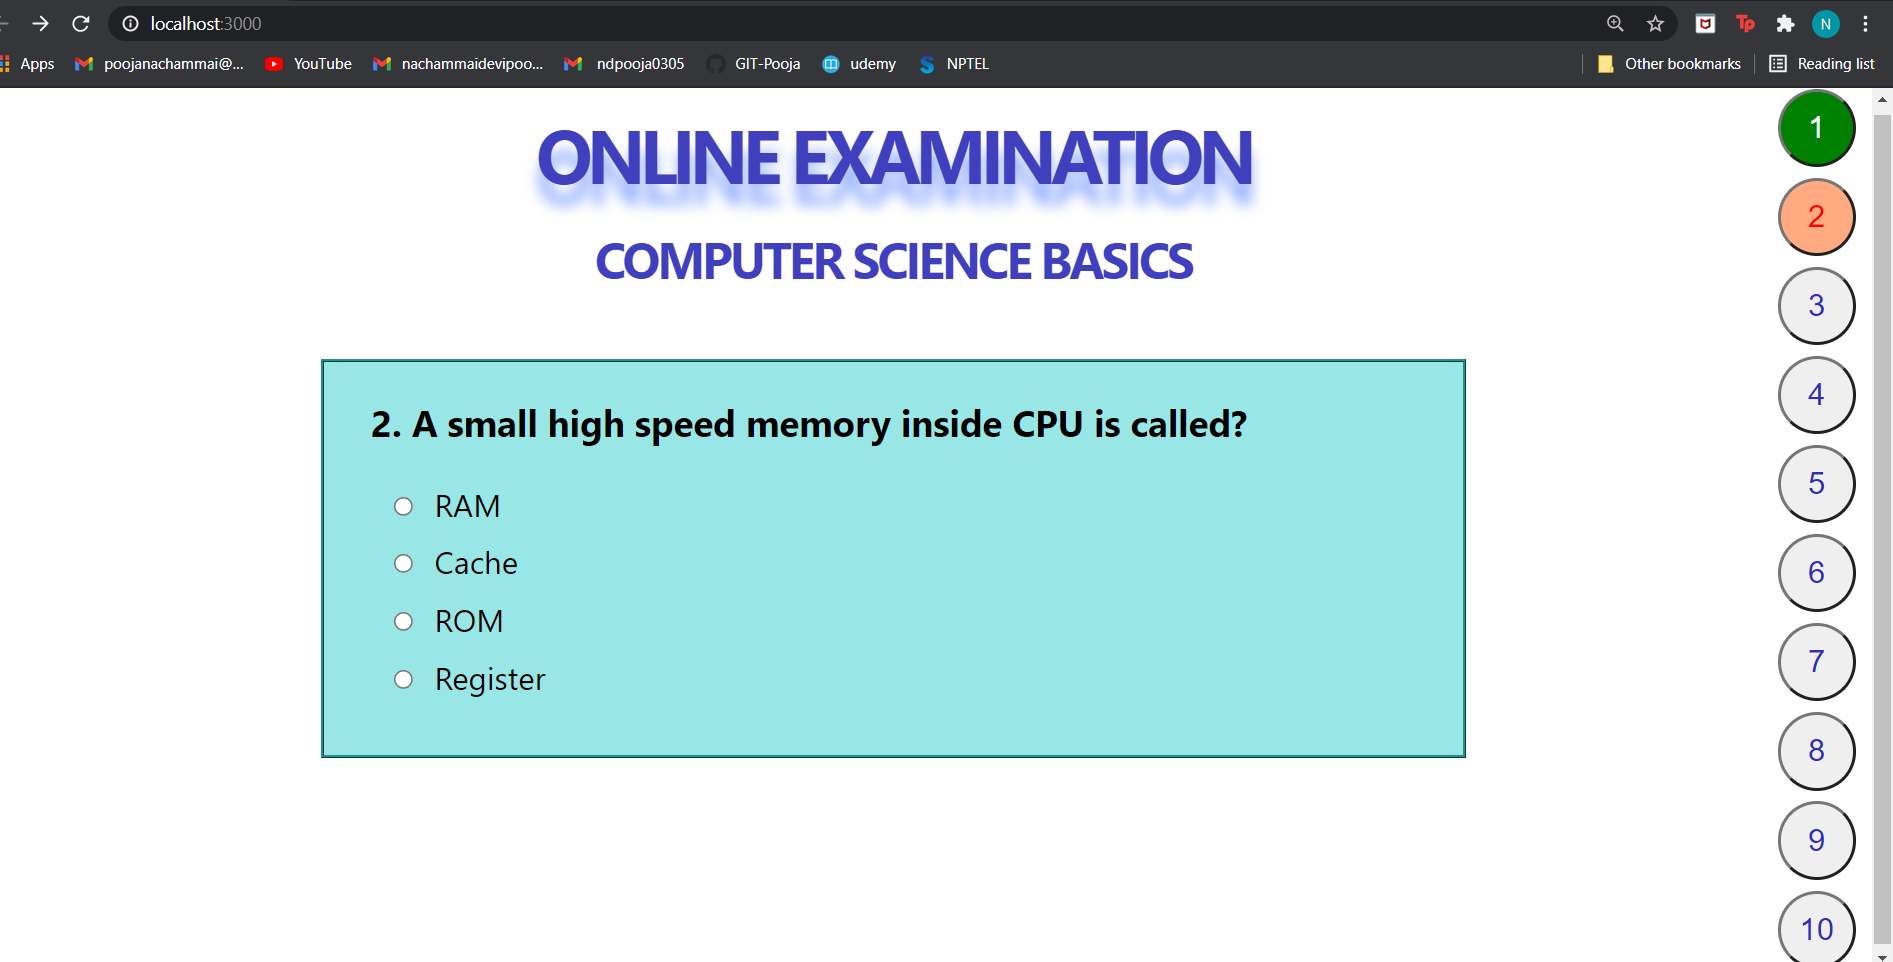 localhost:3000
N
Apps poojanachammai@... YouTube nachammaidevipoo... ndpooja0305 GIT-Pooja udemy NPTEL Other bookmarks Reading list
ONLINE EXAMINATION
COMPUTER SCIENCE BASICS
2. A small high speed memory inside CPU is called?
RAM
Cache
ROM
Register
1
2
3
4
5
6
7
8
9
10